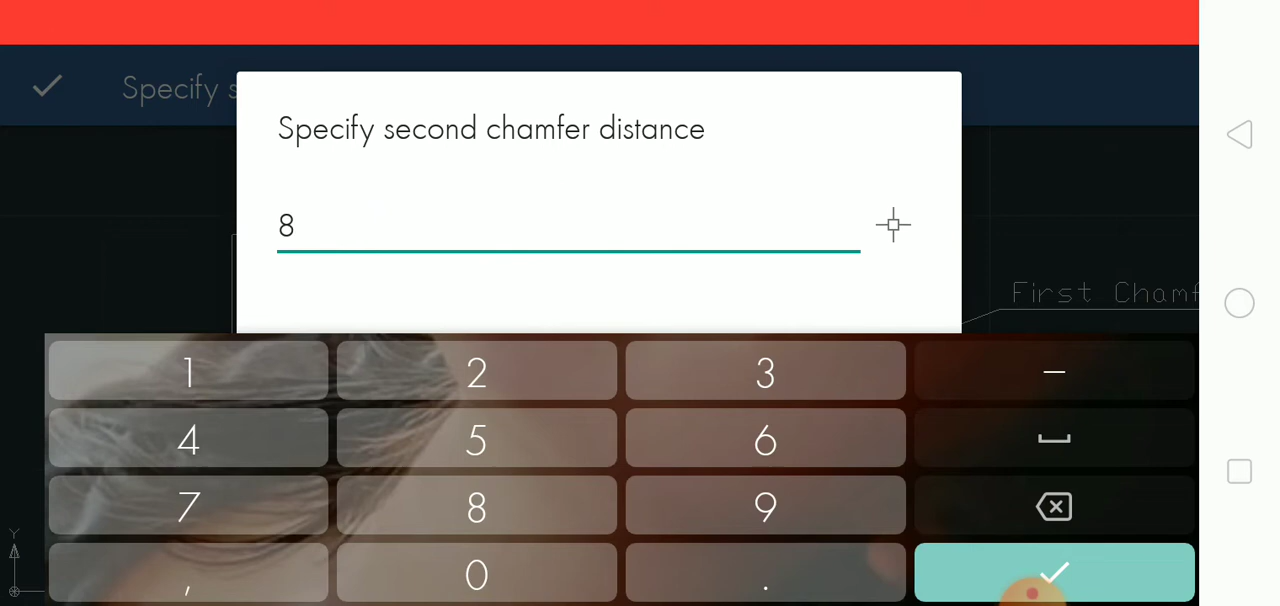 Specify s
Specify second chamfer distance
8
First Chamf
1 2 3 –
4 5 6
7 8 9
, 0 .
Y